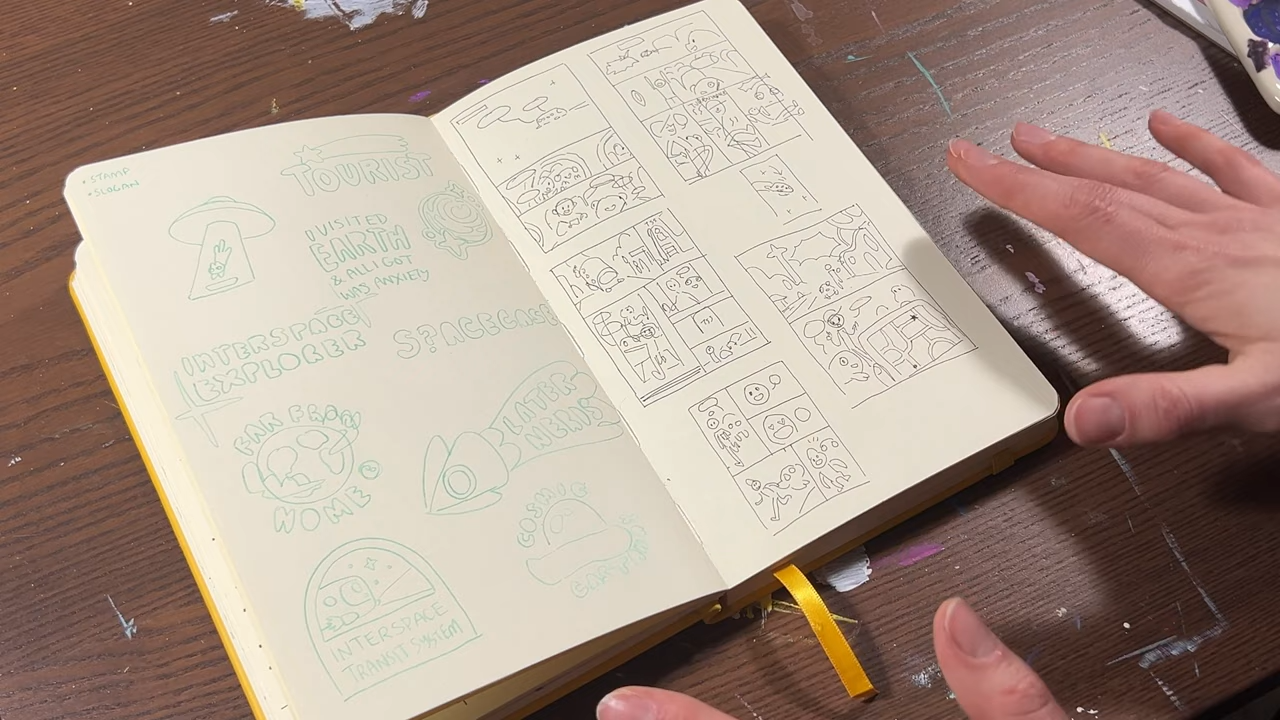 • STAMP
• SLOGAN
TOURIST
I VISITED
EARTH
& ALL I GOT
WAS ANXIETY
INTERSPACE
EXPLORER
S?ACECASE
FAR FROM
HOME
LATER
NERDS
COSMIC
INTERSPACE
TRANSIT SYSTEM